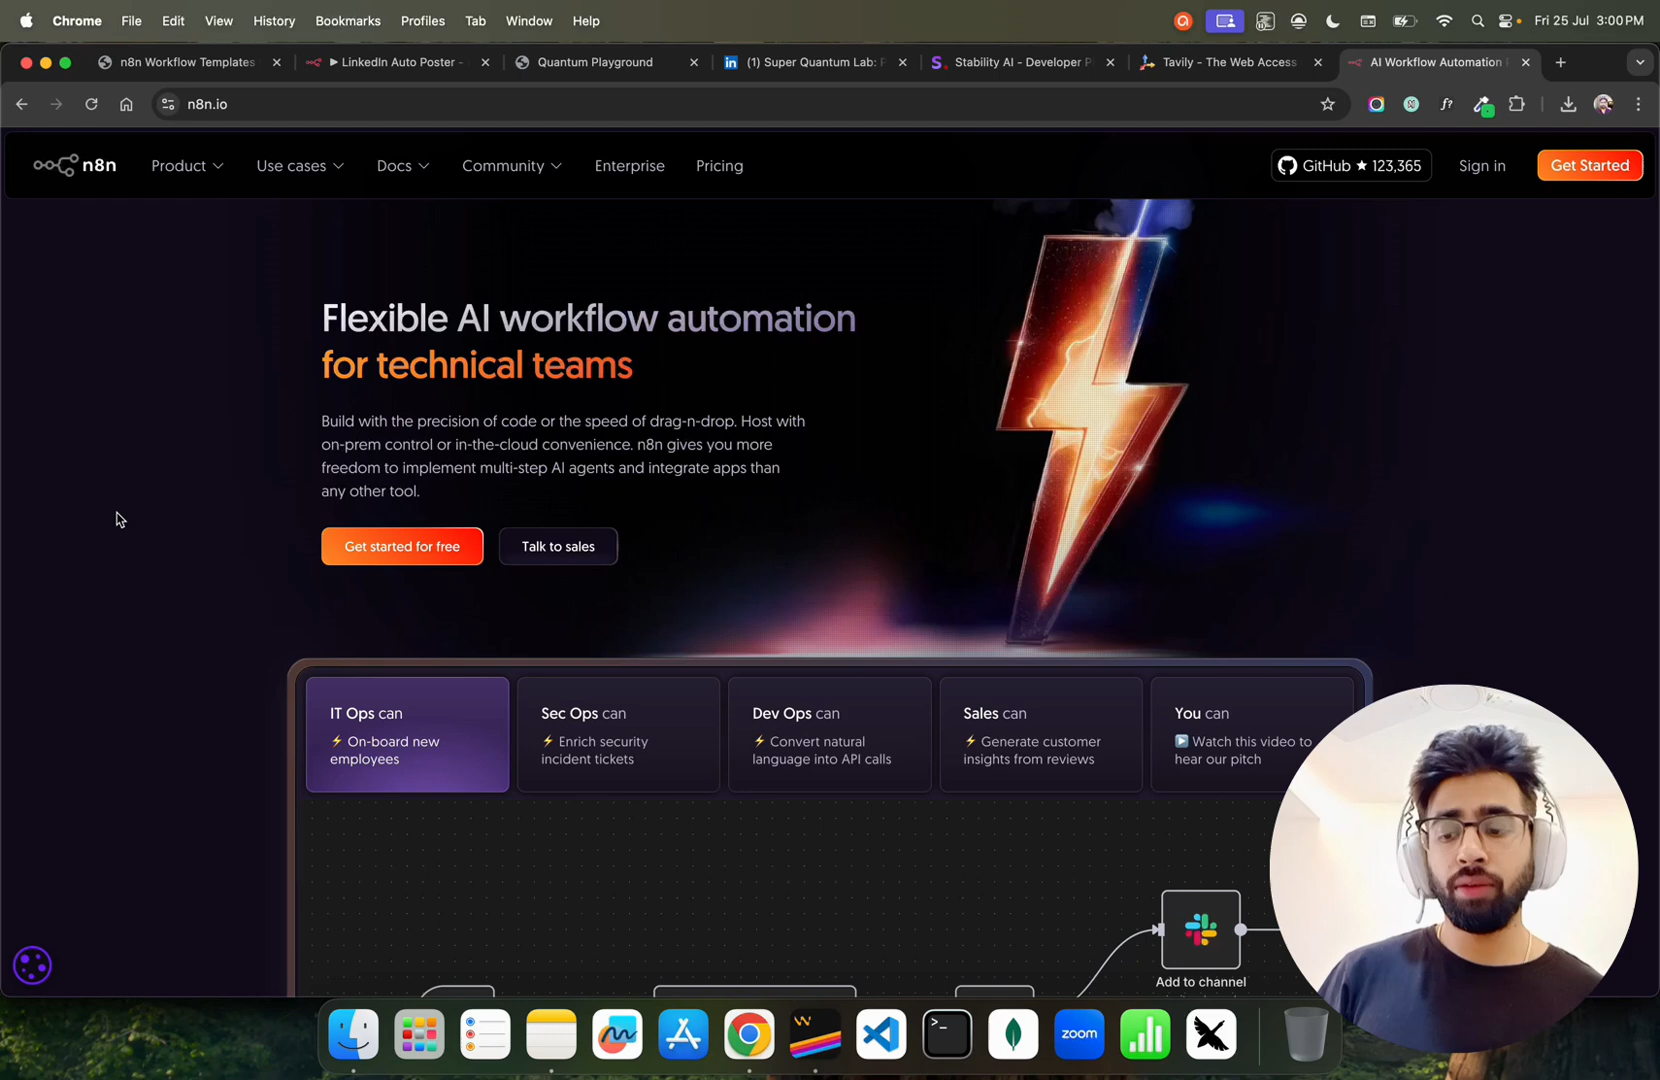 Chrome File Edit View History Bookmarks Profiles Tab Window Help Fri 25 Jul 3:00PM
n8n Workflow Templates LinkedIn Auto Poster - Quantum Playground (1) Super Quantum Lab: Stability AI - Developer P Tavily - The Web Access AI Workflow Automation
n8n.io
n8n Product Use cases Docs Community Enterprise Pricing GitHub ★ 123,365 Sign in Get Started
Flexible AI workflow automation
for technical teams
Build with the precision of code or the speed of drag-n-drop. Host with
on-prem control or in-the-cloud convenience. n8n gives you more
freedom to implement multi-step AI agents and integrate apps than
any other tool.
Get started for free Talk to sales
IT Ops can Sec Ops can Dev Ops can Sales can You can
On-board new Enrich security Convert natural Generate customer Watch this video to
employees incident tickets language into API calls insights from reviews hear our pitch
Add to channel
zoom